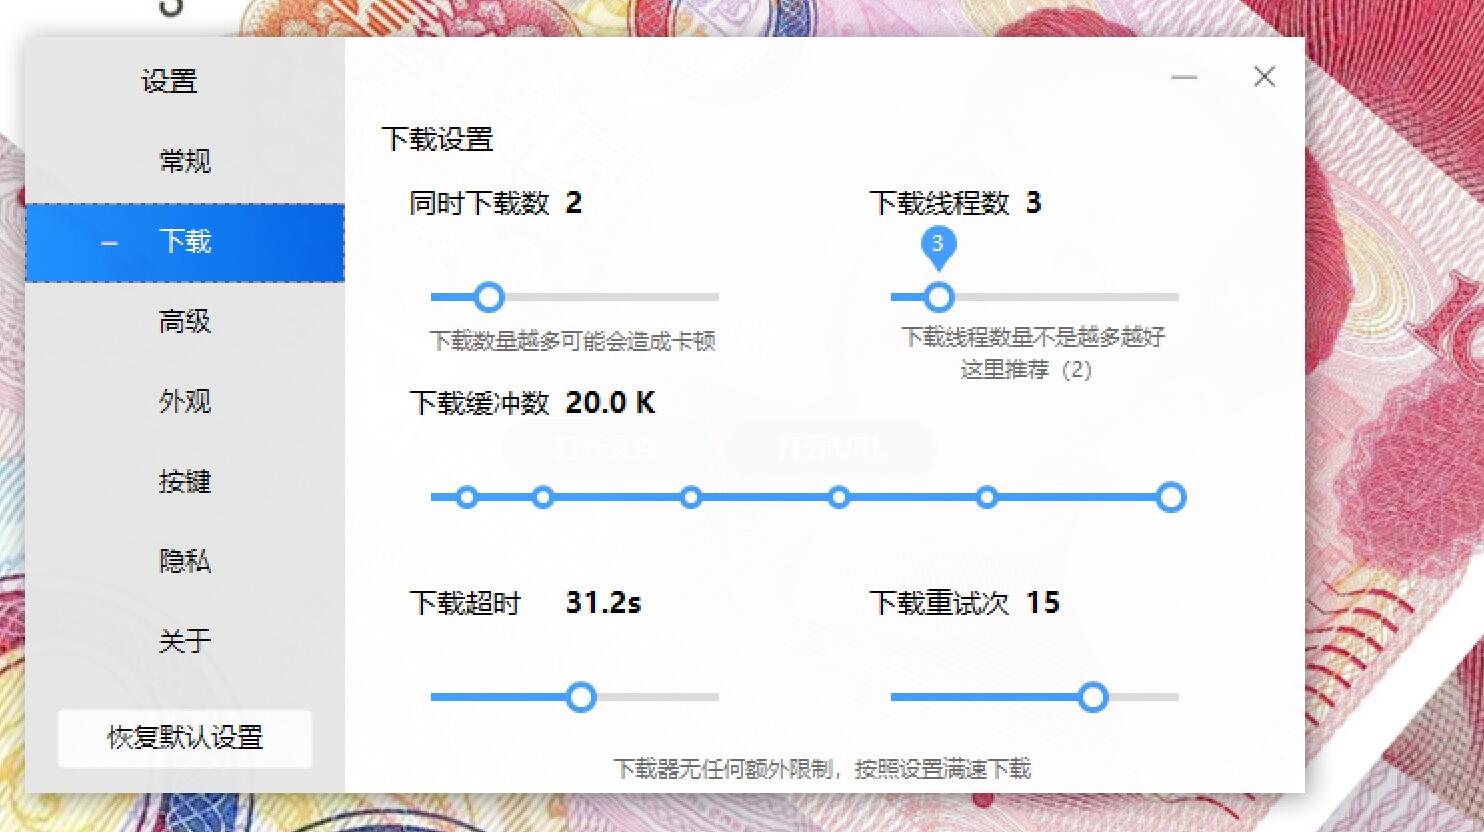 设置
常规
下载
高级
外观
按键
隐私
关于
恢复默认设置
下载设置
同时下载数 2
下载线程数 3
3
下载数量越多可能会造成卡顿
下载线程数量不是越多越好
这里推荐（2）
下载缓冲数 20.0 K
打开文件
打开URL
下载超时 31.2s
下载重试次 15
下载器无任何额外限制，按照设置满速下载